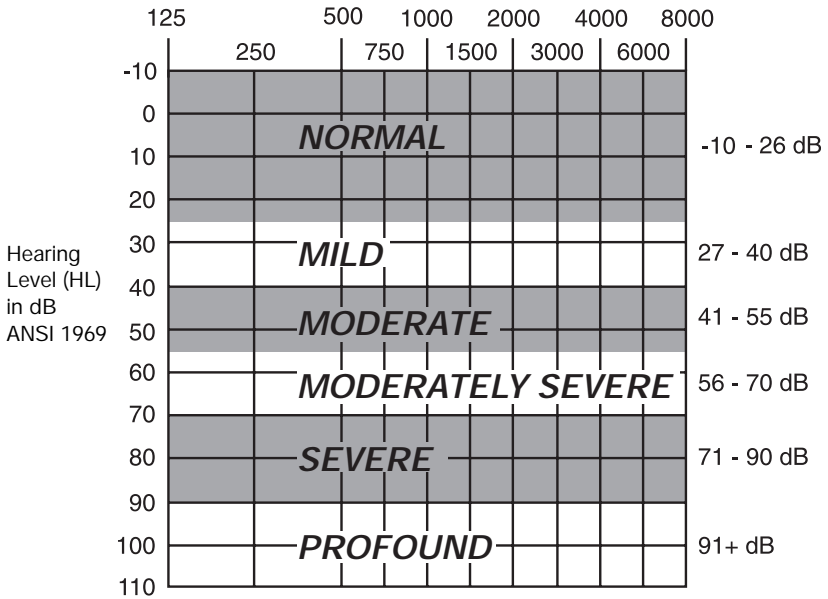 125 500 1000 2000 4000 8000
250 750 1500 3000 6000
-10
0
NORMAL -10 - 26 dB
10
20
30 MILD 27 - 40 dB
Hearing
Level (HL)
in dB
ANSI 1969
40
MODERATE 41 - 55 dB
50
60
MODERATELY SEVERE 56 - 70 dB
70
80 SEVERE 71 - 90 dB
90
100 PROFOUND 91+ dB
110